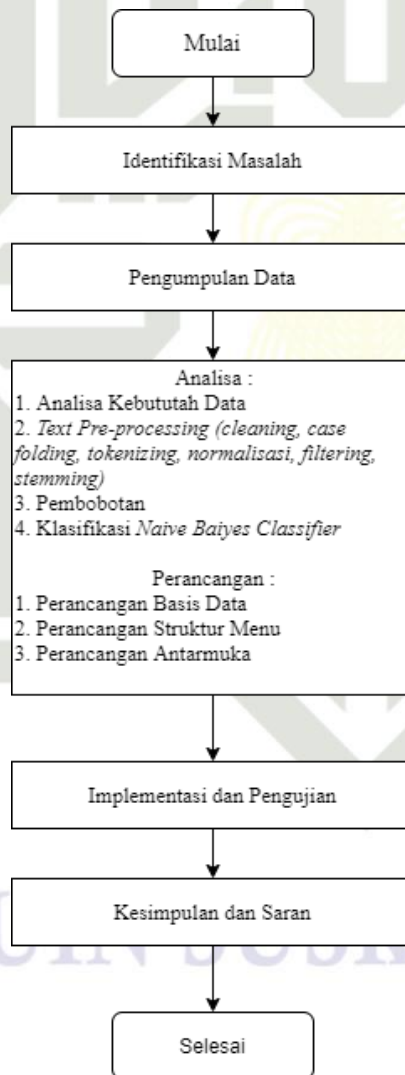 Mulai
Identifikasi Masalah
Pengumpulan Data
Analisa :
1. Analisa Kebututah Data
2. Text Pre-processing (cleaning, case
folding, tokenizing, normalisasi, filtering,
stemming)
3. Pembobotan
4. Klasifikasi Naive Baiyes Classifier
Perancangan :
1. Perancangan Basis Data
2. Perancangan Struktur Menu
3. Perancangan Antarmuka
Implementasi dan Pengujian
Kesimpulan dan Saran
UIN SUSK
Selesai